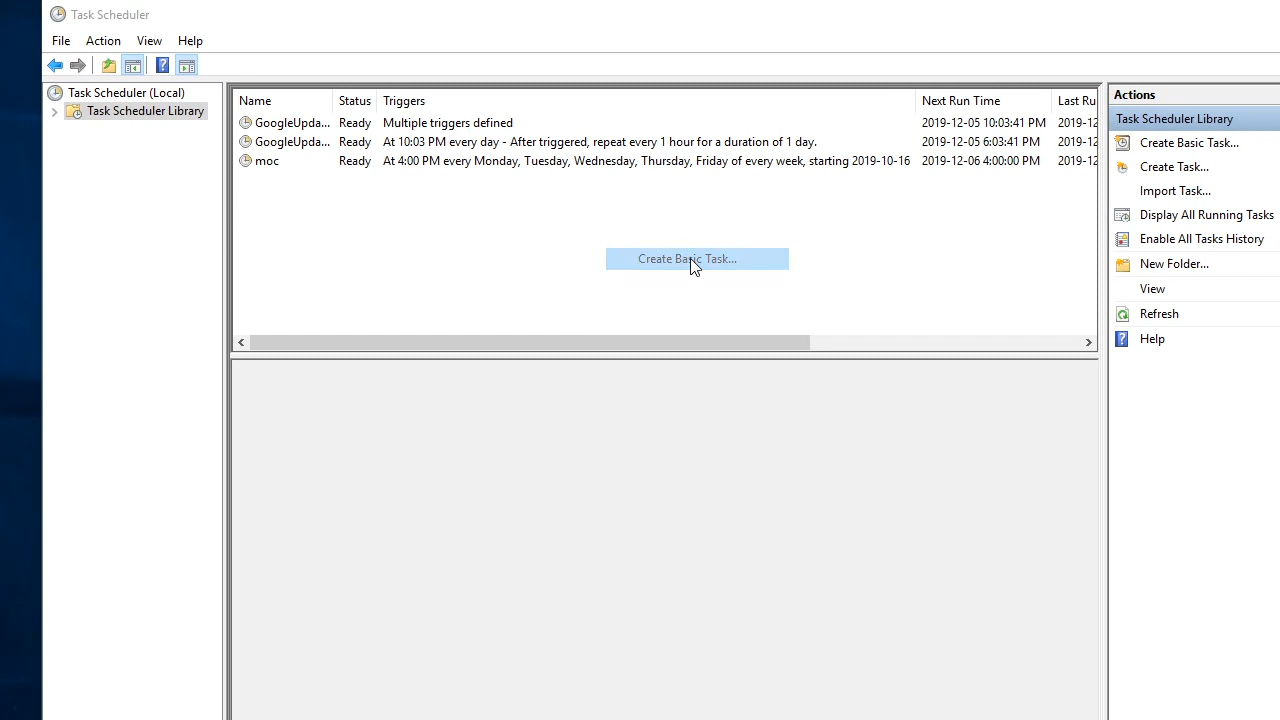 Task Scheduler
File Action View Help
Task Scheduler (Local)
Task Scheduler Library
Name Status Triggers Next Run Time Last Ru
GoogleUpda... Ready Multiple triggers defined 2019-12-05 10:03:41 PM 2019-12
GoogleUpda... Ready At 10:03 PM every day - After triggered, repeat every 1 hour for a duration of 1 day. 2019-12-05 6:03:41 PM 2019-12
moc Ready At 4:00 PM every Monday, Tuesday, Wednesday, Thursday, Friday of every week, starting 2019-10-16 2019-12-06 4:00:00 PM 2019-12
Create Basic Task...
Actions
Task Scheduler Library
Create Basic Task...
Create Task...
Import Task...
Display All Running Tasks
Enable All Tasks History
New Folder...
View
Refresh
Help